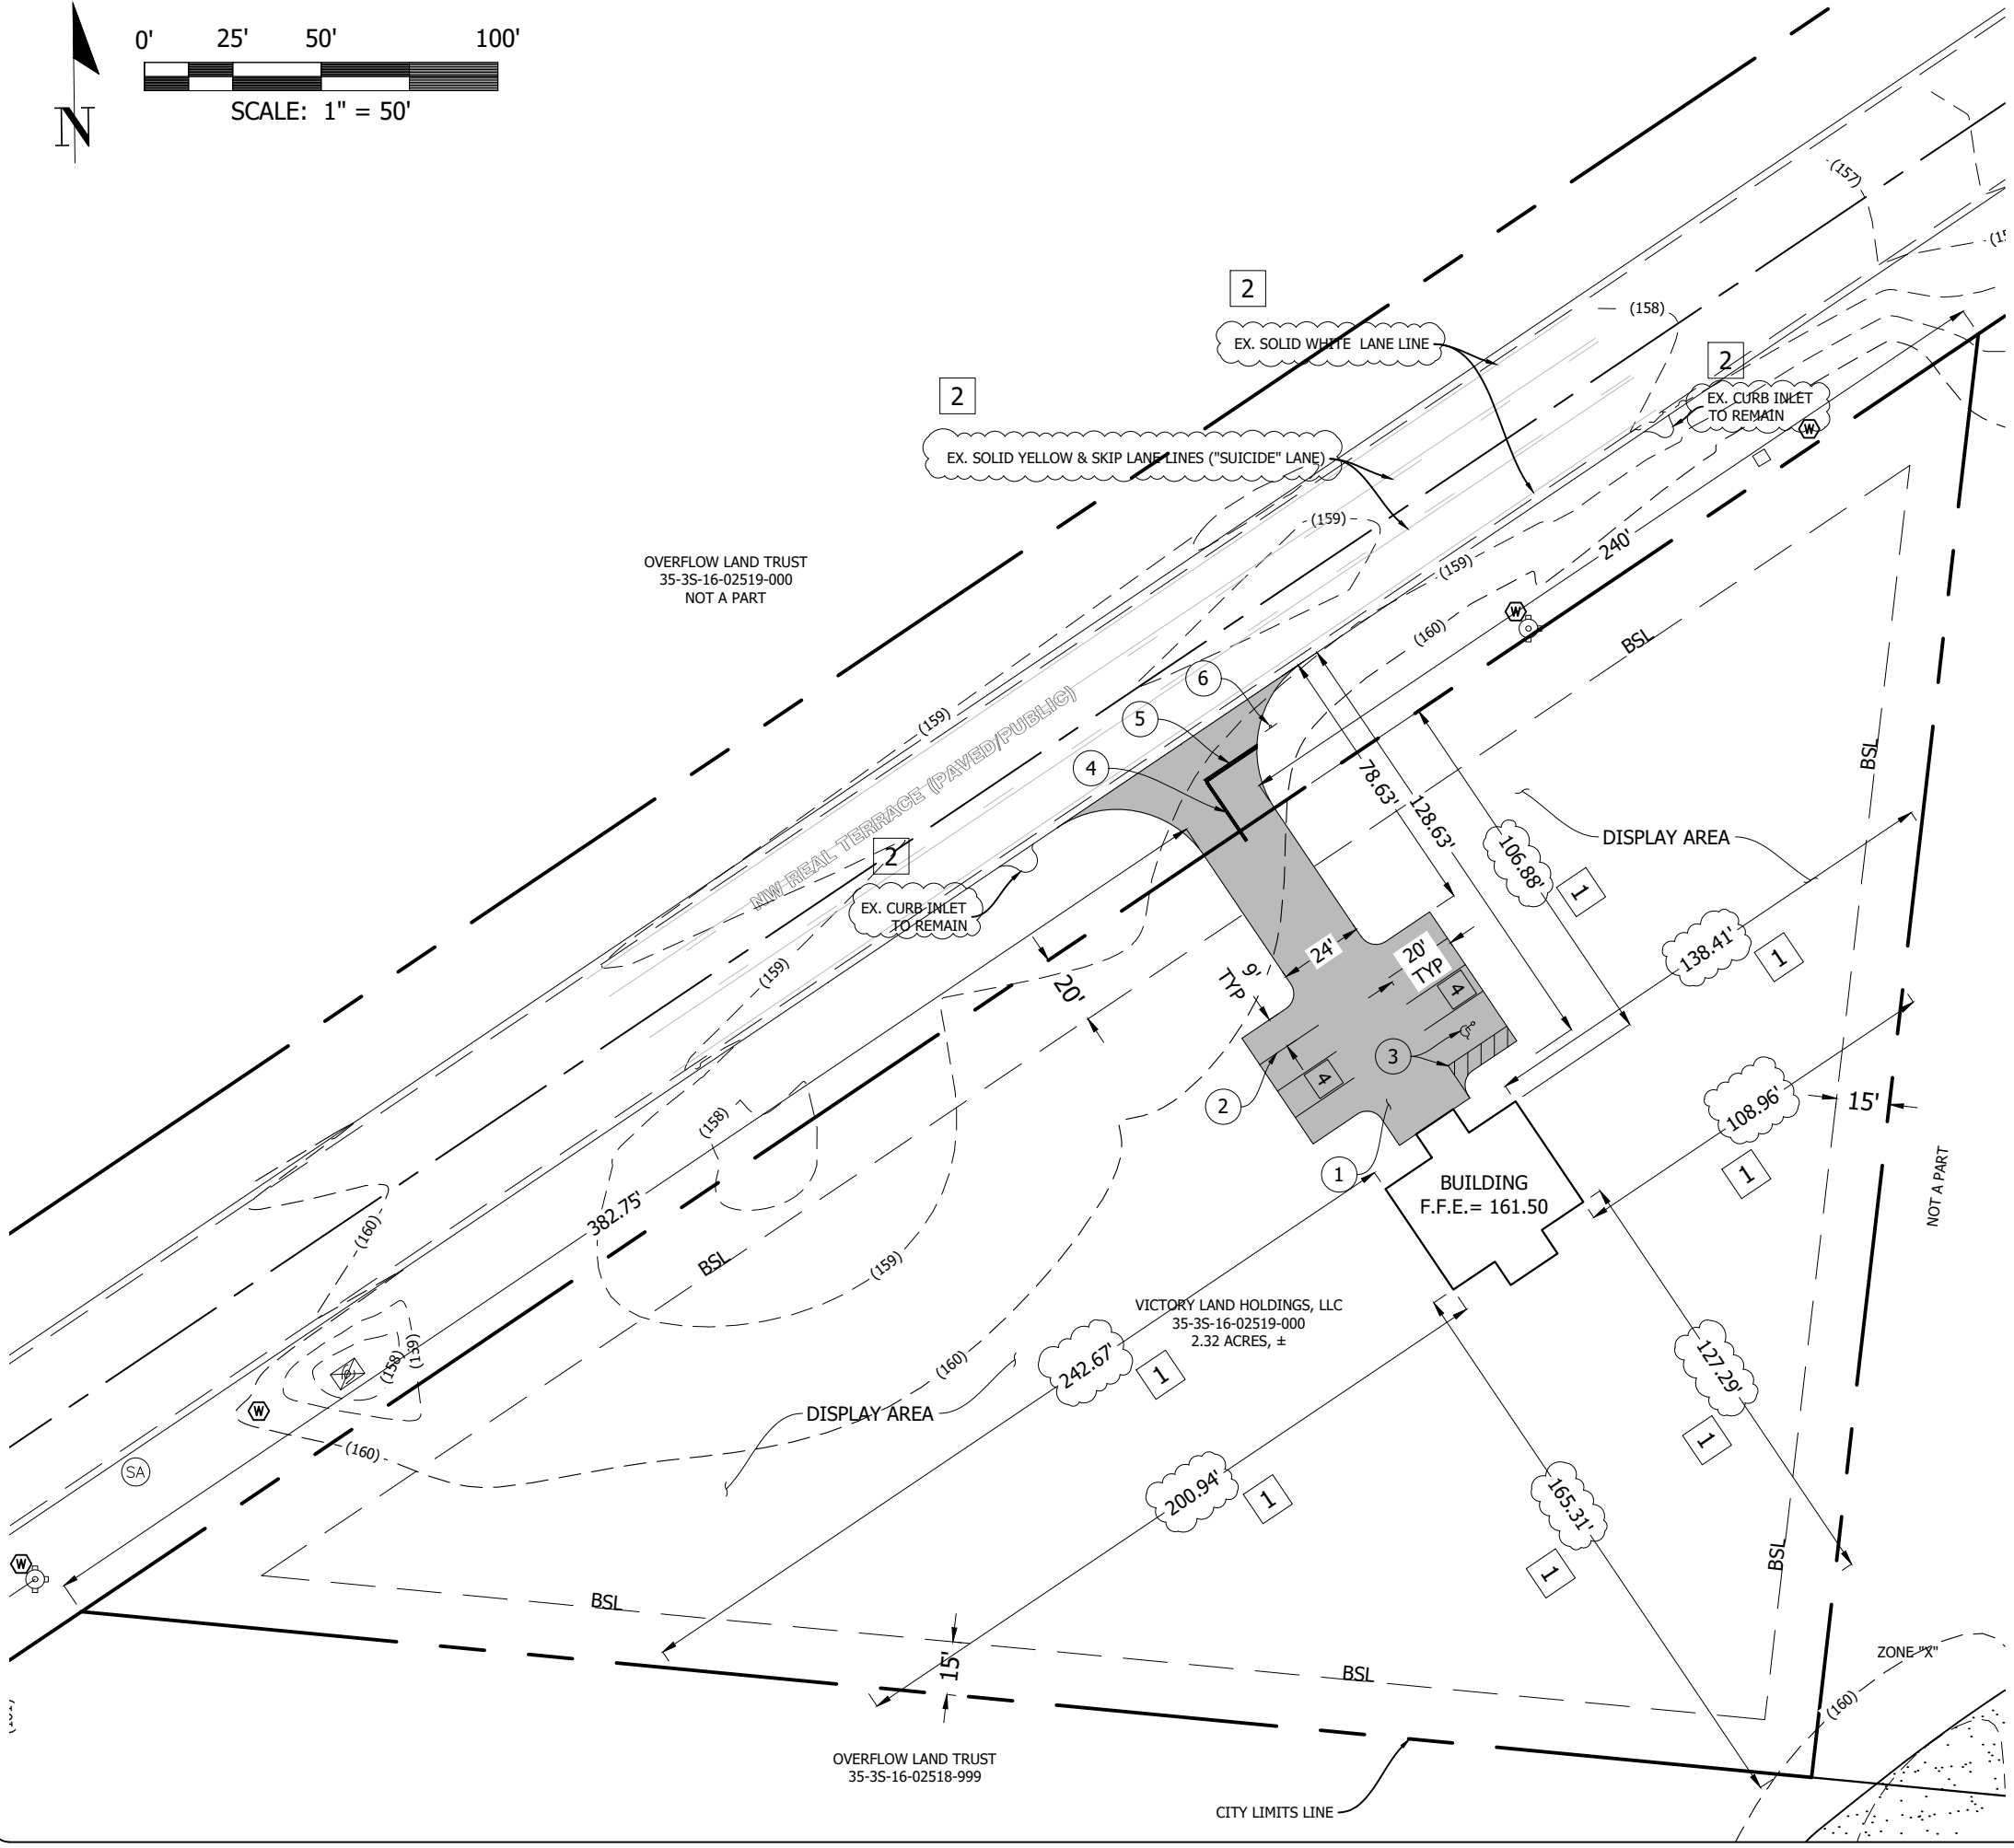 0' 25' 50' 100'
SCALE: 1" = 50'
N
(157)
2
EX. SOLID WHITE LANE LINE
(158)
2
EX. CURB INLET
TO REMAIN
W
2
EX. SOLID YELLOW & SKIP LANE LINES ("SUICIDE" LANE)
(159)
240'
(159)
OVERFLOW LAND TRUST
35-3S-16-02519-000
NOT A PART
W
(160)
BSL
6
5
4
(159)
NW REAL TERRACE (PAVED/PUBLIC)
BSL
78.63'
128.63'
106.88'
1
DISPLAY AREA
2
EX. CURB INLET
TO REMAIN
138.41'
1
24'
20'
TYP
9'
TYP
20'
(159)
4
3
4
2
108.96'
1
15'
(158)
1
BUILDING
F.F.E.= 161.50
NOT A PART
382.75'
(160)
BSL
(159)
VICTORY LAND HOLDINGS, LLC
35-3S-16-02519-000
2.32 ACRES, ±
(158)
(159)
242.67'
1
(160)
127.29'
1
W
DISPLAY AREA
(160)
SA
200.94'
1
165.31'
1
W
BSL
BSL
15'
BSL
ZONE "X"
(160)
OVERFLOW LAND TRUST
35-3S-16-02518-999
CITY LIMITS LINE